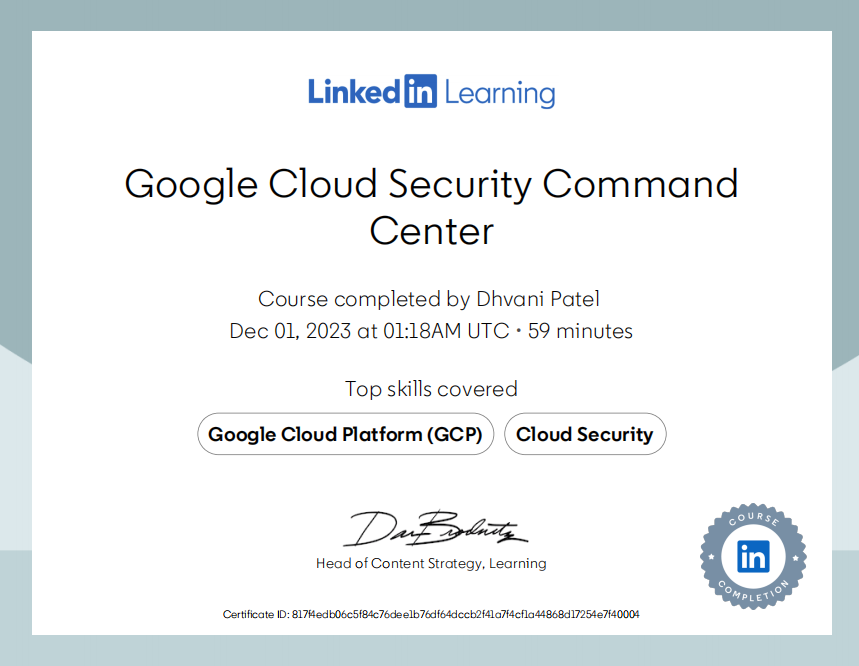 Linked in Learning
Google Cloud Security Command
Center
Course completed by Dhvani Patel
Dec 01, 2023 at 01:18AM UTC • 59 minutes
Top skills covered
Google Cloud Platform (GCP) Cloud Security
Dan Brodnitz
Head of Content Strategy, Learning
COURSE
in
COMPLETION
Certificate ID: 817f4edb06c5f84c76dee1b76df64dccb2f41a7f4cf1a44868d17254e7f40004